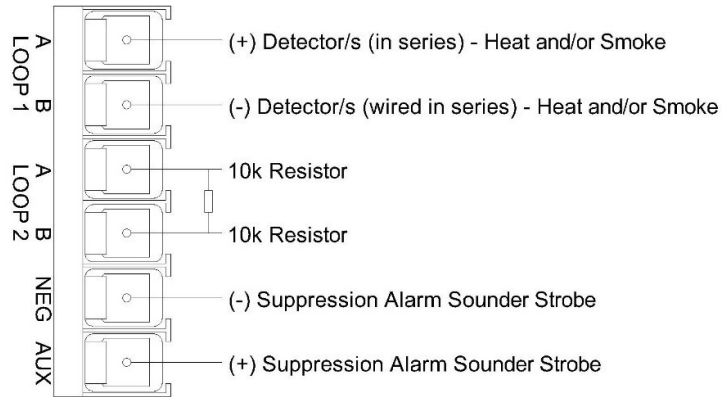 A
(+) Detector/s (in series) - Heat and/or Smoke
LOOP 1
B
(-) Detector/s (wired in series) - Heat and/or Smoke
A
10k Resistor
LOOP 2
B
10k Resistor
NEG
(-) Suppression Alarm Sounder Strobe
AUX
(+) Suppression Alarm Sounder Strobe